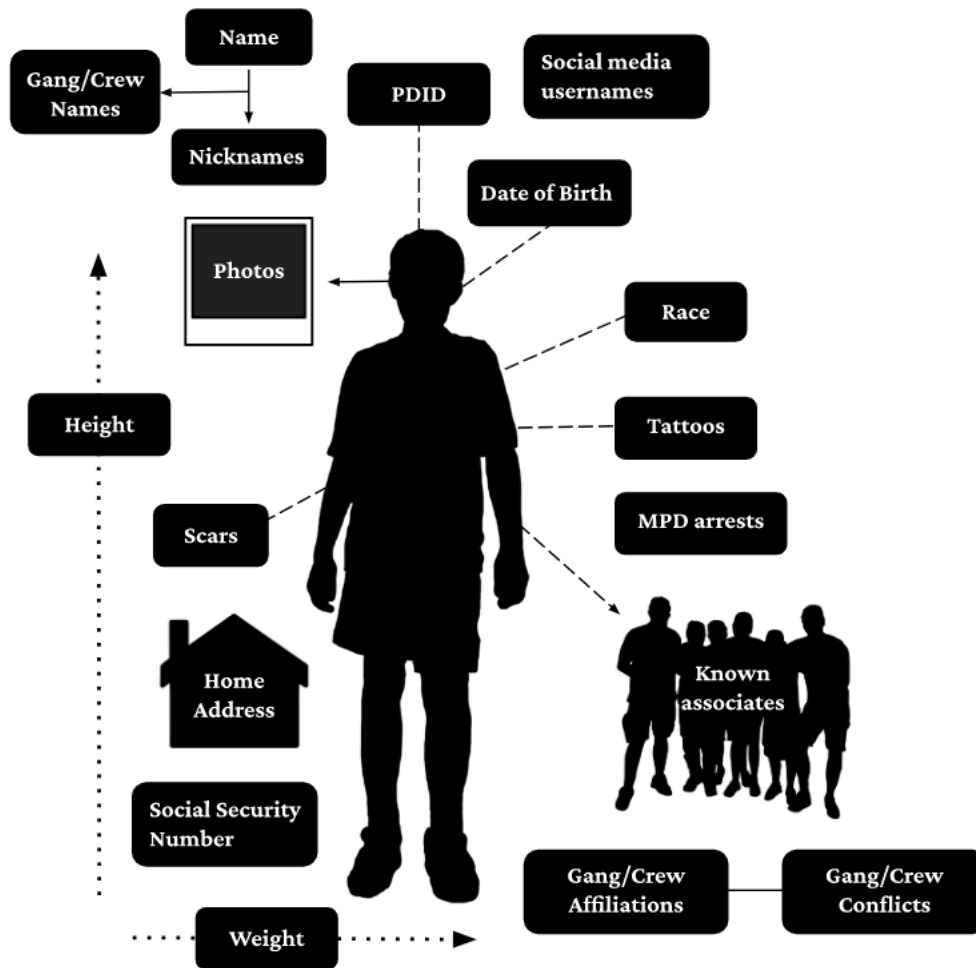 Name
Gang/Crew
Names
Nicknames
PDID
Social media
usernames
Date of Birth
Photos
Race
Height
Tattoos
Scars
MPD arrests
Home
Address
Known
associates
Social Security
Number
Gang/Crew
Affiliations
Gang/Crew
Conflicts
Weight